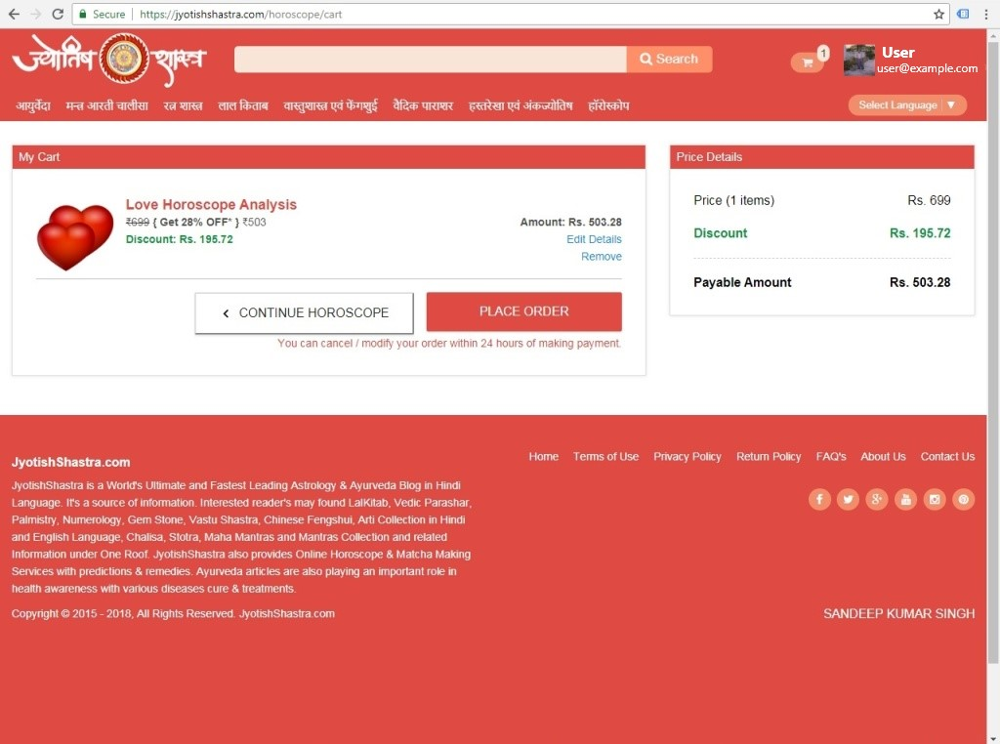 Secure https://jyotishshastra.com/horoscope/cart
ज्योतिष शास्त्र
Search
1
User
user@example.com
आयुर्वेदा मन्त्र आरती चालीसा रत्न शास्त्र लाल किताब वास्तुशास्त्र एवं फेंगशुई वैदिक पाराशर हस्तरेखा एवं अंकज्योतिष हॉरोस्कोप
Select Language ▼
My Cart
Love Horoscope Analysis
₹699 { Get 28% OFF* } ₹503
Discount: Rs. 195.72
Amount: Rs. 503.28
Edit Details
Remove
CONTINUE HOROSCOPE
PLACE ORDER
You can cancel / modify your order within 24 hours of making payment.
Price Details
Price (1 items) Rs. 699
Discount Rs. 195.72
Payable Amount Rs. 503.28
JyotishShastra.com
JyotishShastra is a World's Ultimate and Fastest Leading Astrology & Ayurveda Blog in Hindi
Language. It's a source of information. Interested reader's may found LalKitab, Vedic Parashar,
Palmistry, Numerology, Gem Stone, Vastu Shastra, Chinese Fengshui, Arti Collection in Hindi
and English Language, Chalisa, Stotra, Maha Mantras and Mantras Collection and related
Information under One Roof. JyotishShastra also provides Online Horoscope & Matcha Making
Services with predictions & remedies. Ayurveda articles are also playing an important role in
health awareness with various diseases cure & treatments.
Copyright © 2015 - 2018, All Rights Reserved. JyotishShastra.com
Home Terms of Use Privacy Policy Return Policy FAQ's About Us Contact Us
SANDEEP KUMAR SINGH